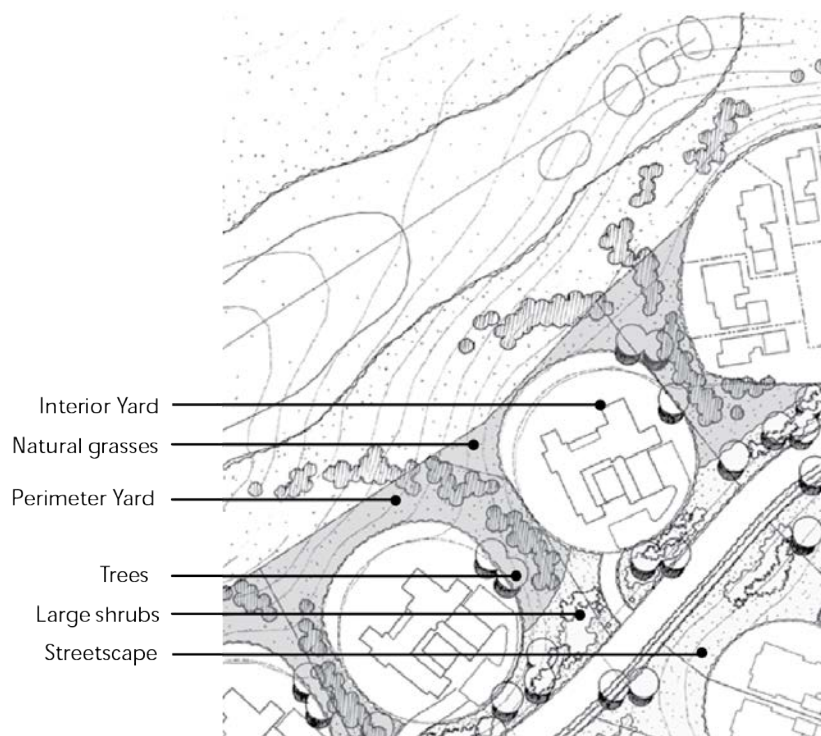 Interior Yard
Natural grasses
Perimeter Yard
Trees
Large shrubs
Streetscape